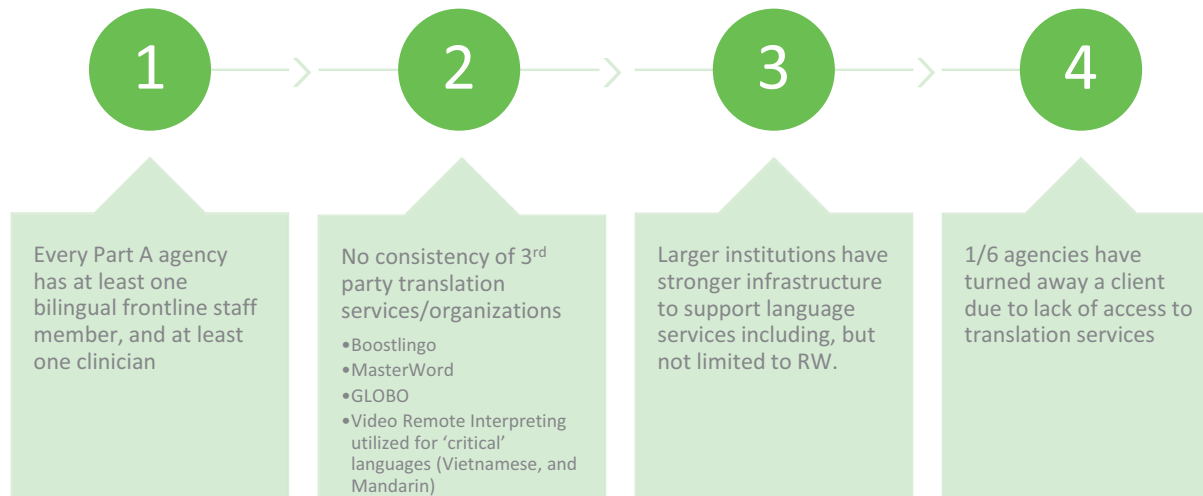 1
Every Part A agency
has at least one
bilingual frontline staff
member, and at least
one clinician
2
No consistency of 3rd
party translation
services/organizations
•Boostlingo
•MasterWord
•GLOBO
•Video Remote Interpreting
utilized for ‘critical’
languages (Vietnamese, and
Mandarin)
3
Larger institutions have
stronger infrastructure
to support language
services including, but
not limited to RW.
4
1/6 agencies have
turned away a client
due to lack of access to
translation services